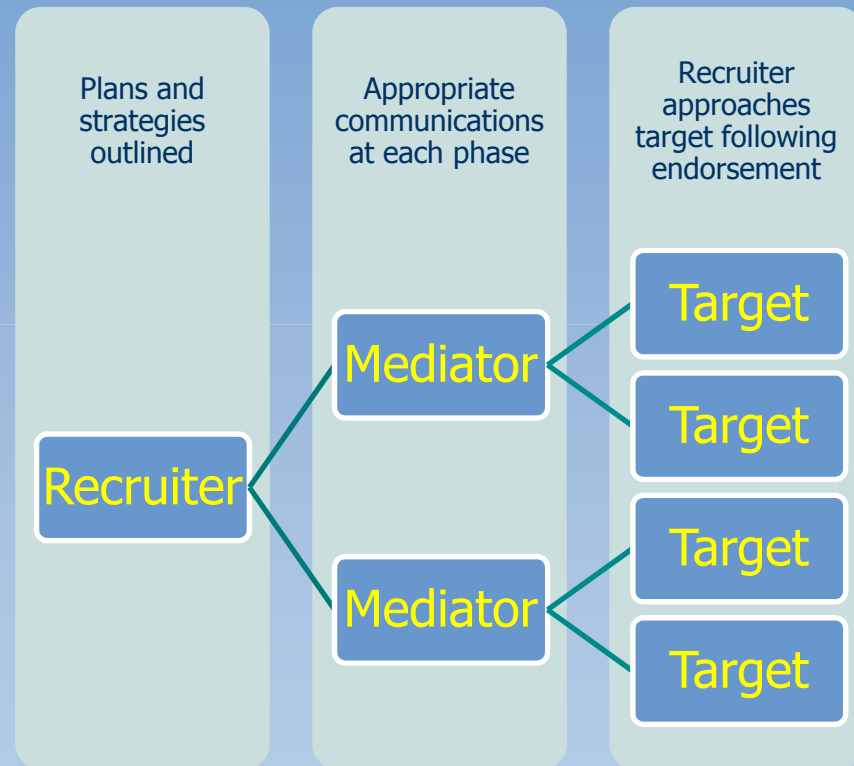 Plans and
strategies
outlined
Appropriate
communications
at each phase
Recruiter
approaches
target following
endorsement
Recruiter
Mediator
Mediator
Target
Target
Target
Target